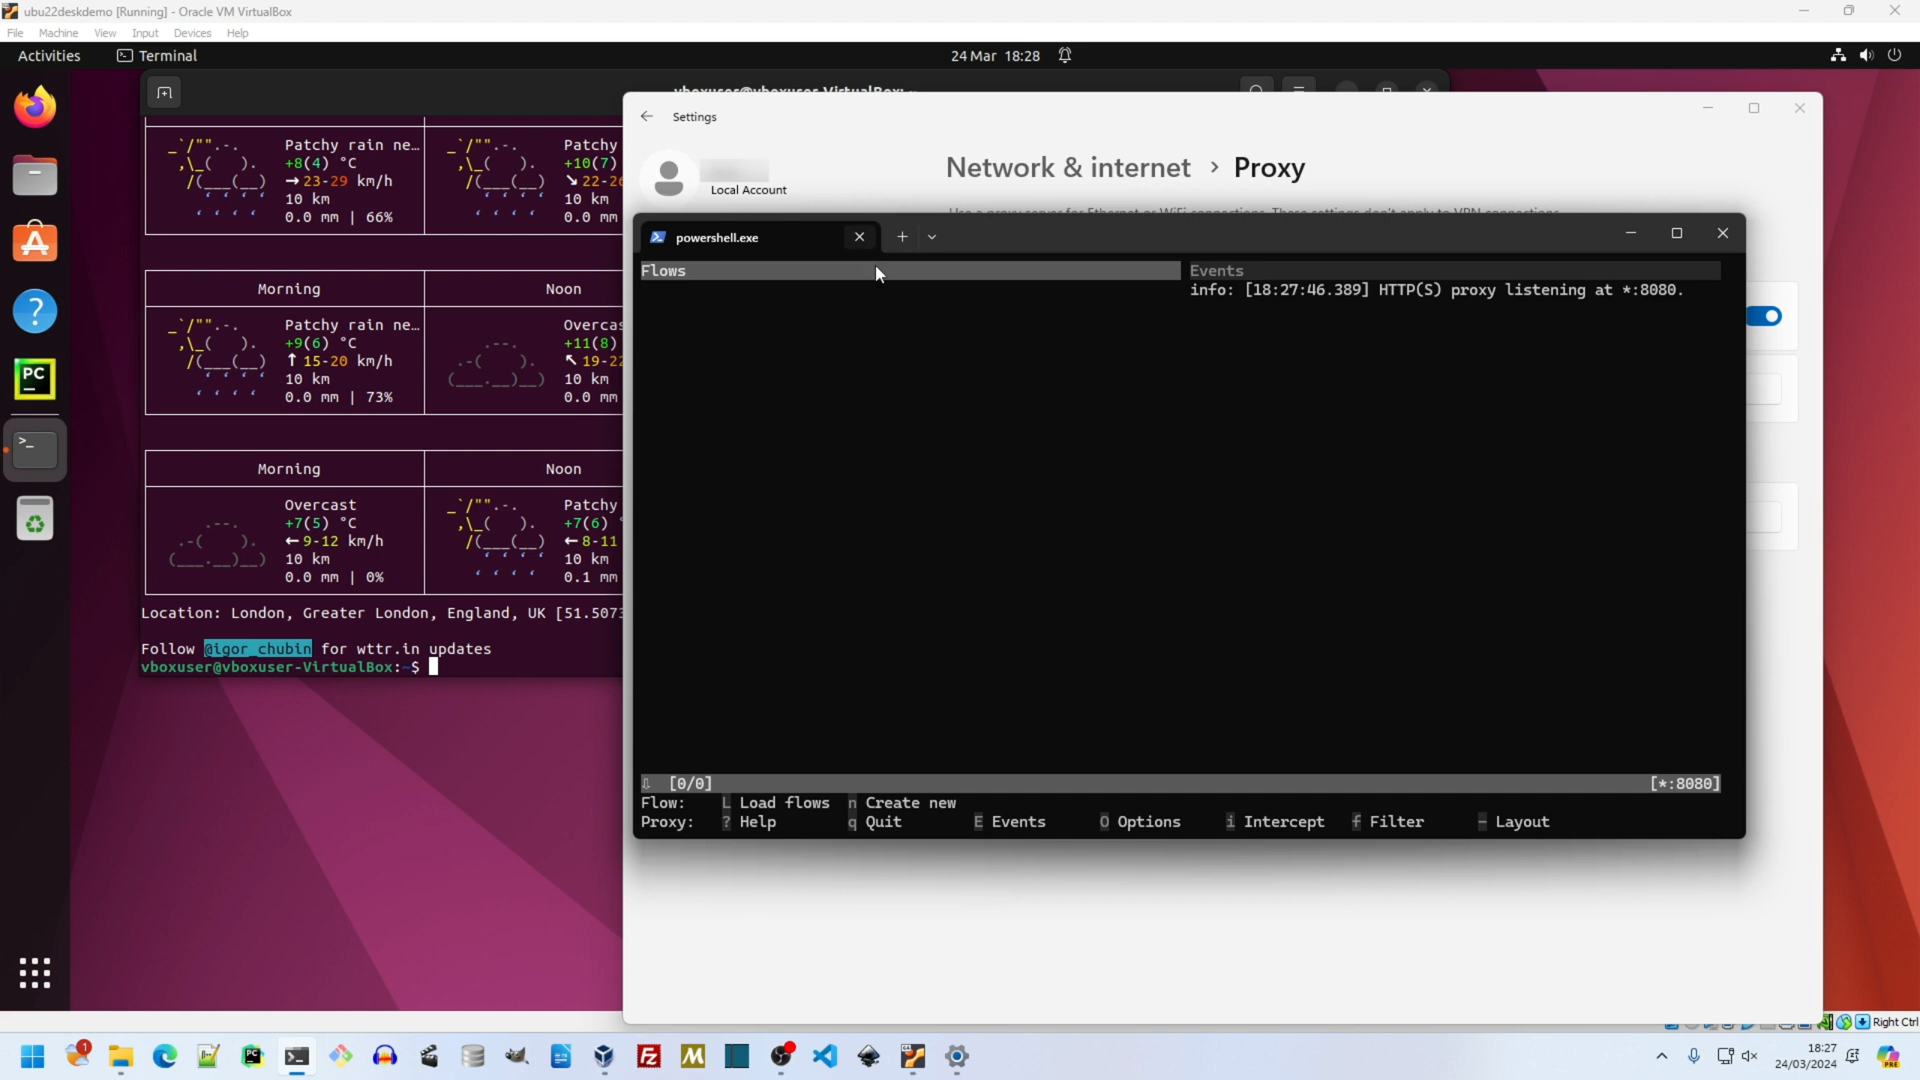 ubu22deskdemo [Running] - Oracle VM VirtualBox
File Machine View Input Devices Help
Activities Terminal 24 Mar 18:28
Settings
Local Account
Network & internet > Proxy
Patchy rain ne… Patchy
+8(4) °C +10(7)
→ 23-29 km/h ↘ 22-26
10 km 10 km
0.0 mm | 66% 0.0 mm
Morning Noon
Patchy rain ne… Overcas
+9(6) °C +11(8)
↑ 15-20 km/h ↖ 19-22
10 km 10 km
0.0 mm | 73% 0.0 mm
Morning Noon
Overcast Patchy
+7(5) °C +7(6) °
← 9-12 km/h ← 8-11
10 km 10 km
0.0 mm | 0% 0.1 mm
Location: London, Greater London, England, UK [51.5073
Follow @igor_chubin for wttr.in updates
vboxuser@vboxuser-VirtualBox:~$
powershell.exe
Flows Events
info: [18:27:46.389] HTTP(S) proxy listening at *:8080.
⇩ [0/0] [*:8080]
Flow: L Load flows n Create new
Proxy: ? Help q Quit E Events O Options i Intercept f Filter - Layout
Right Ctrl
18:27
24/03/2024